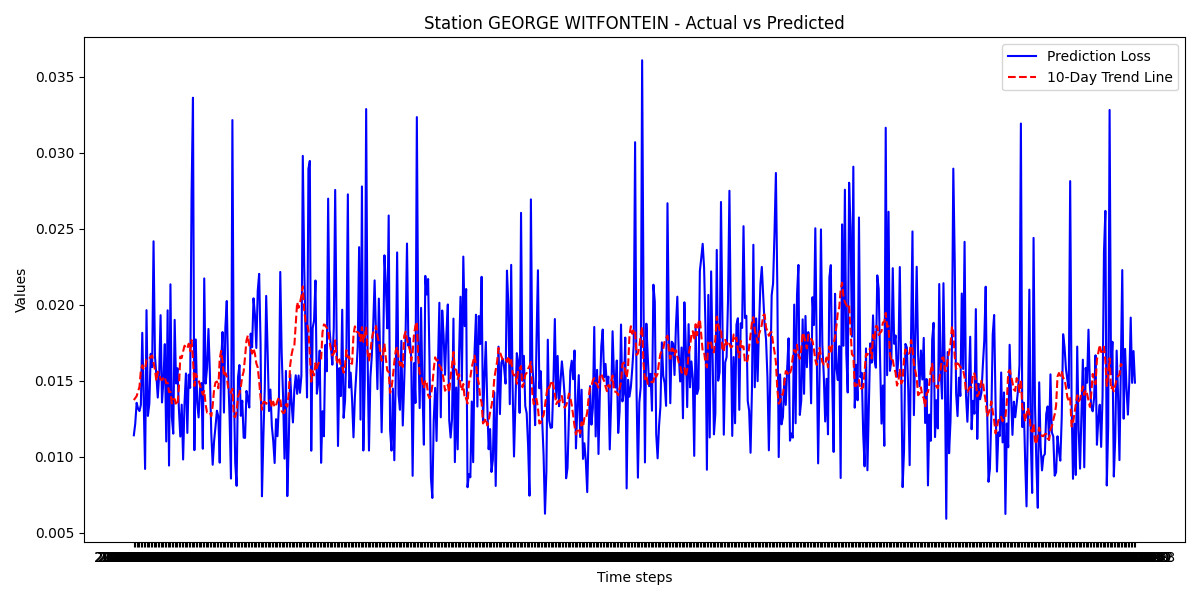 Station GEORGE WITFONTEIN - Actual vs Predicted
Prediction Loss
10-Day Trend Line
0.035
0.030
0.025
0.020
0.015
0.010
0.005
Values
Time steps